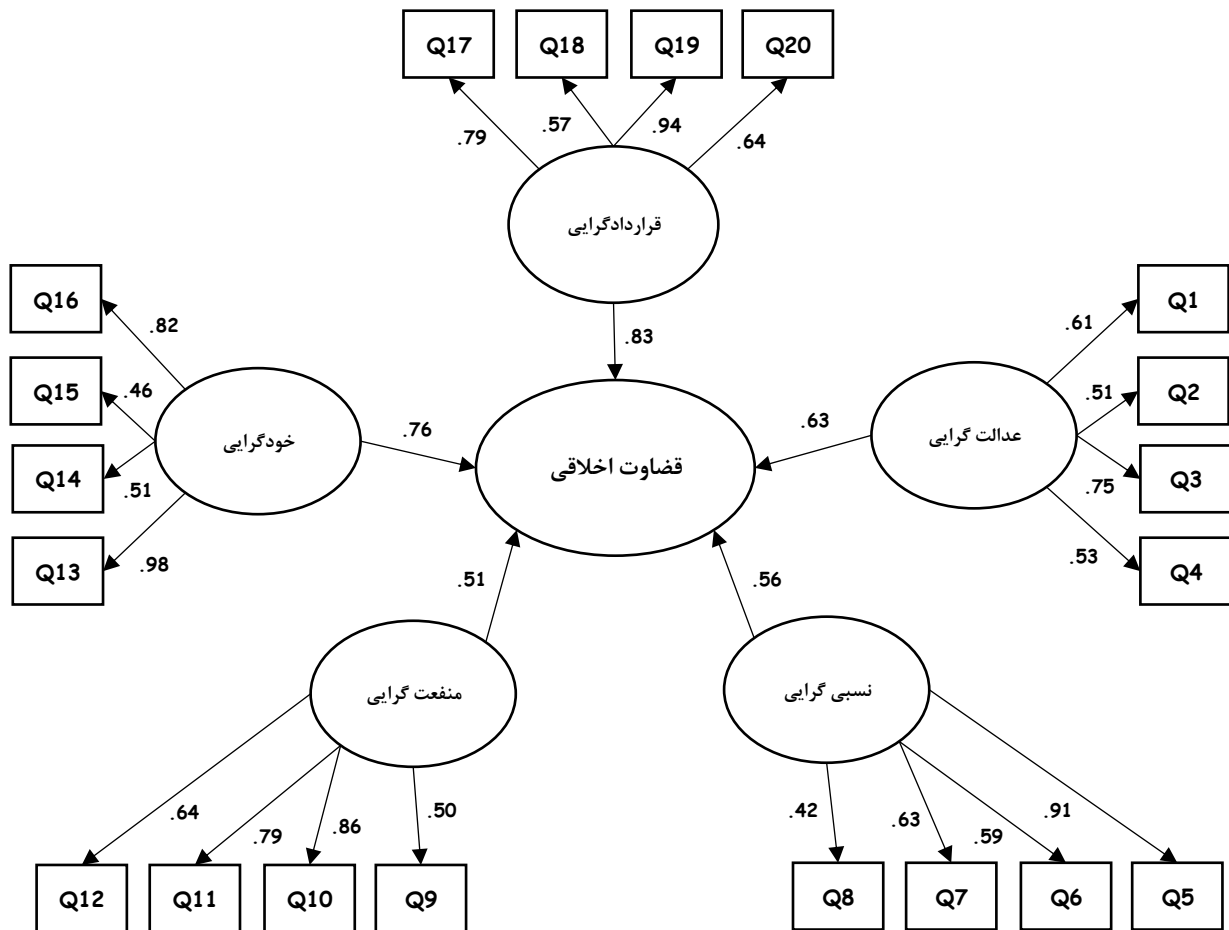 Q17 Q18 Q19 Q20
.79 .57 .94 .64
قراردادگرایی
.83
Q16
.82
Q15
.46
Q14
.51
Q13
.98
خودگرایی
.76
قضاوت اخلاقی
.63
عدالت گرایی
.61
Q1
.51
Q2
.75
Q3
.53
Q4
.51
.56
منفعت گرایی
نسبی گرایی
.64 .79 .86 .50
.42 .63 .59 .91
Q12 Q11 Q10 Q9
Q8 Q7 Q6 Q5